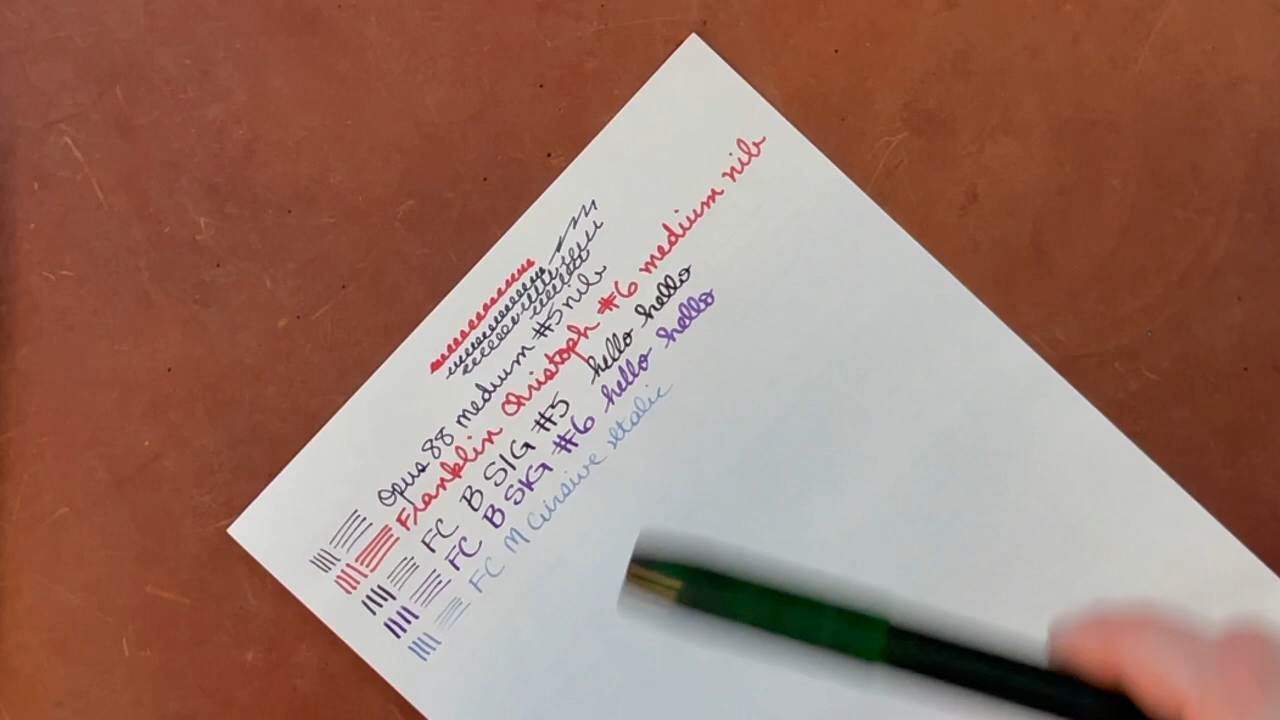 Opus 88 medium #5 nib
Franklin Christoph #6 medium nib
FC B SIG #5 hello hello
FC B SIG #6 hello hello
FC M Cursive italic